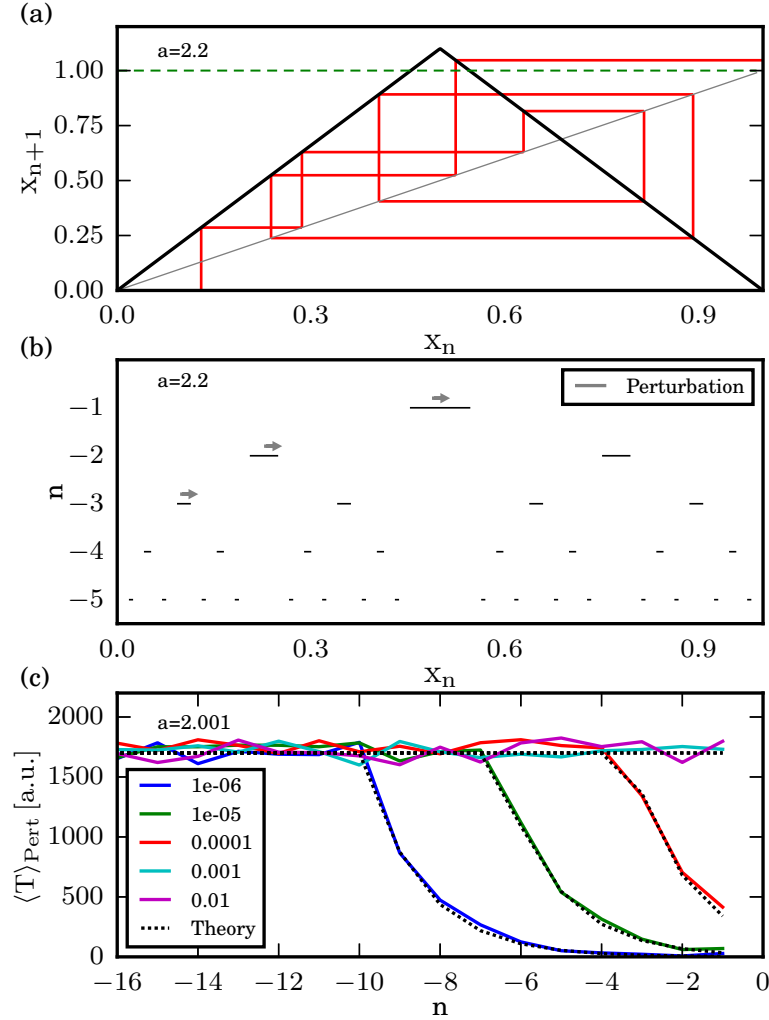 (a)
a=2.2
1.00
0.75
0.50
0.25
0.00
x_{n+1}
0.0 0.3 0.6 0.9
x_n
(b)
a=2.2
Perturbation
−1
−2
−3
−4
−5
n
0.0 0.3 0.6 0.9
x_n
(c)
a=2.001
2000
1500
1000
500
0
⟨T⟩_{Pert} [a.u.]
1e-06
1e-05
0.0001
0.001
0.01
Theory
−16 −14 −12 −10 −8 −6 −4 −2 0
n